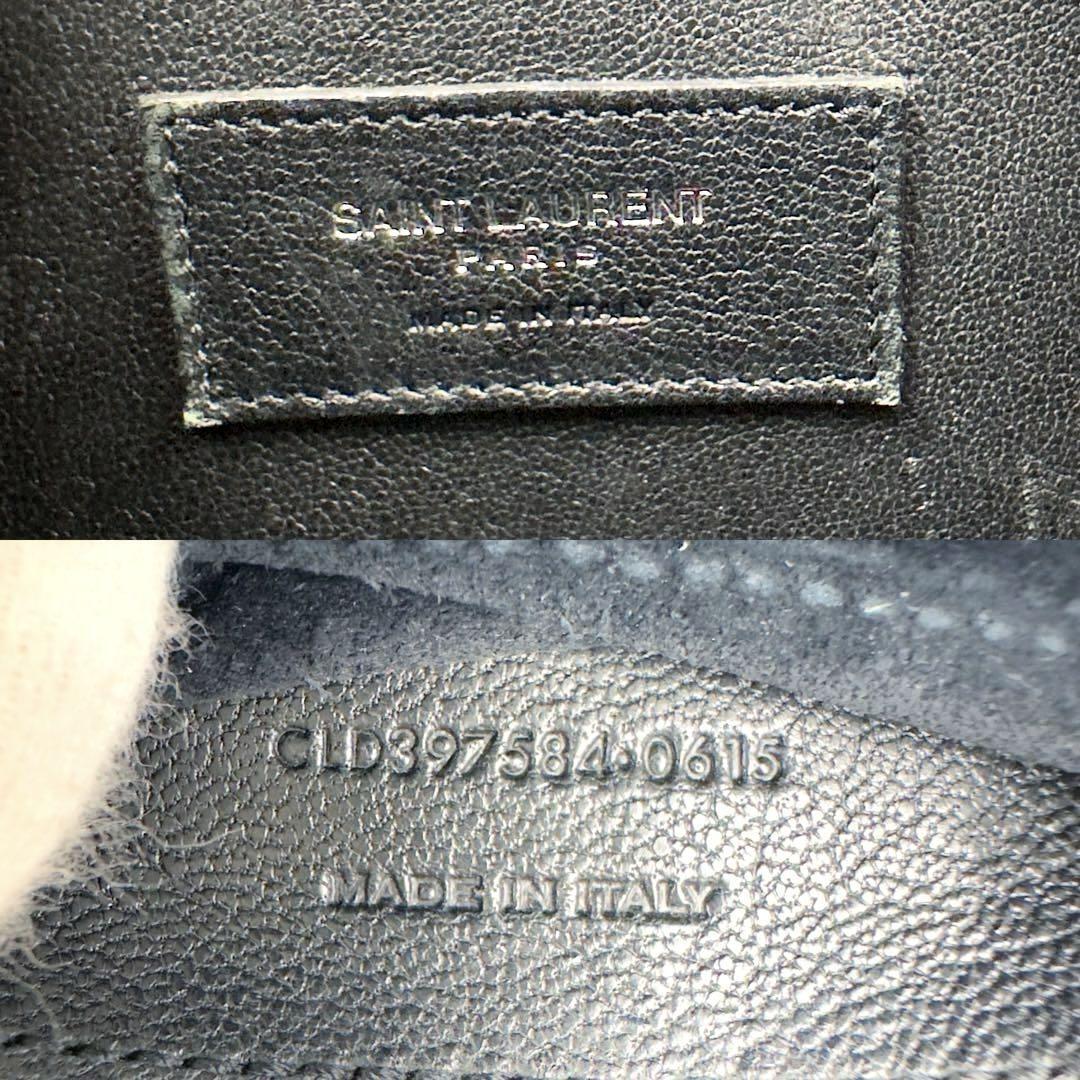 SAINT LAURENT
PARIS
MADE IN ITALY
CLD397584·0615
MADE IN ITALY